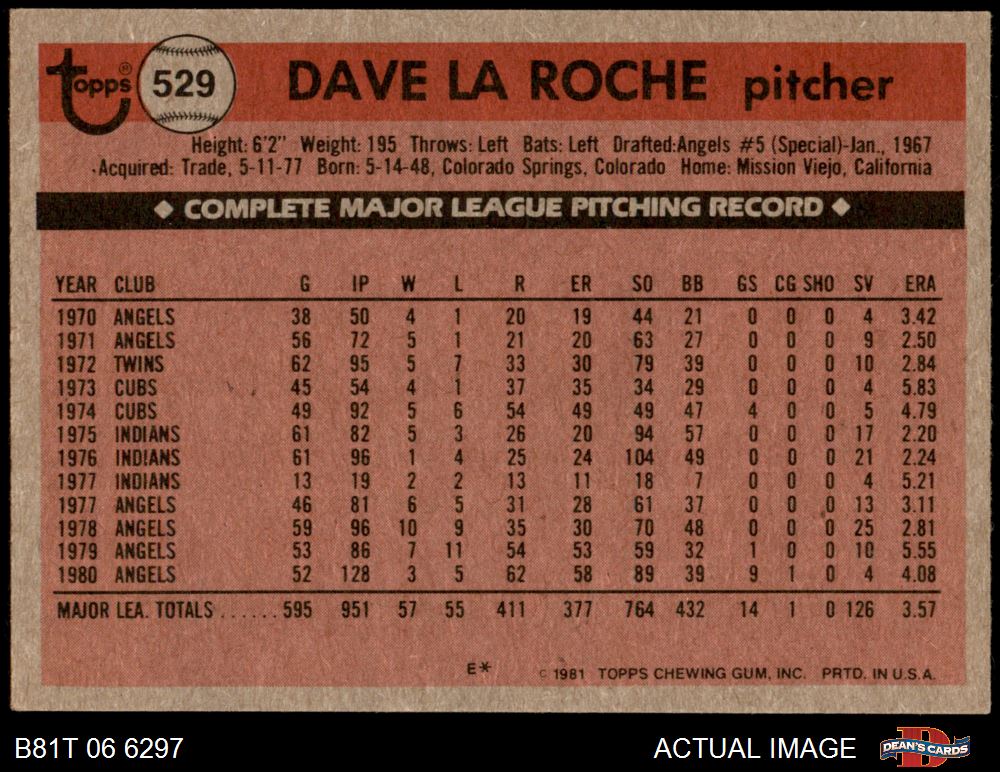 topps® 529 DAVE LA ROCHE pitcher
Height: 6'2" Weight: 195 Throws: Left Bats: Left Drafted:Angels #5 (Special)-Jan., 1967
Acquired: Trade, 5-11-77 Born: 5-14-48, Colorado Springs, Colorado Home: Mission Viejo, California
◆ COMPLETE MAJOR LEAGUE PITCHING RECORD ◆
YEAR CLUB G IP W L R ER SO BB GS CG SHO SV ERA
1970 ANGELS 38 50 4 1 20 19 44 21 0 0 0 4 3.42
1971 ANGELS 56 72 5 1 21 20 63 27 0 0 0 9 2.50
1972 TWINS 62 95 5 7 33 30 79 39 0 0 0 10 2.84
1973 CUBS 45 54 4 1 37 35 34 29 0 0 0 4 5.83
1974 CUBS 49 92 5 6 54 49 49 47 4 0 0 5 4.79
1975 INDIANS 61 82 5 3 26 20 94 57 0 0 0 17 2.20
1976 INDIANS 61 96 1 4 25 24 104 49 0 0 0 21 2.24
1977 INDIANS 13 19 2 2 13 11 18 7 0 0 0 4 5.21
1977 ANGELS 46 81 6 5 31 28 61 37 0 0 0 13 3.11
1978 ANGELS 59 96 10 9 35 30 70 48 0 0 0 25 2.81
1979 ANGELS 53 86 7 11 54 53 59 32 1 0 0 10 5.55
1980 ANGELS 52 128 3 5 62 58 89 39 9 1 0 4 4.08
MAJOR LEA. TOTALS ...... 595 951 57 55 411 377 764 432 14 1 0 126 3.57
E* © 1981 TOPPS CHEWING GUM, INC. PRTD. IN U.S.A.
B81T 06 6297 ACTUAL IMAGE D DEAN'S CARDS